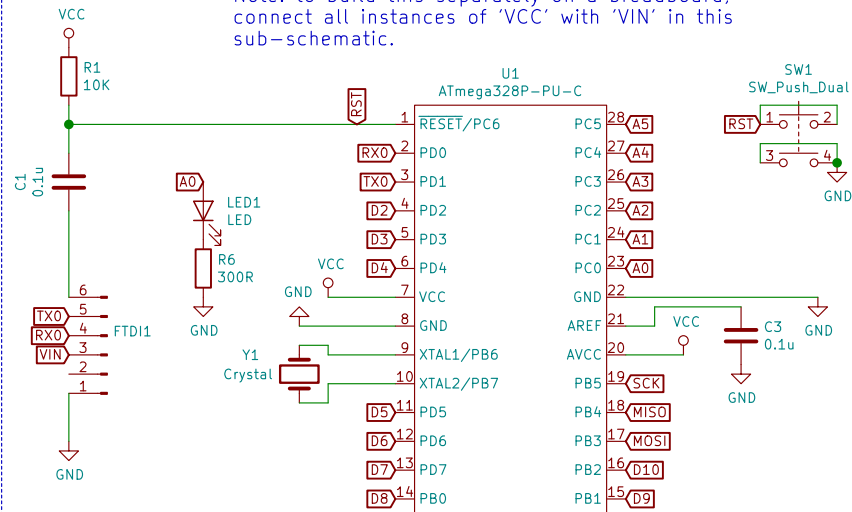 Note: to build this separately on a breadboard,
connect all instances of 'VCC' with 'VIN' in this
sub-schematic.
VCC
R1
10K
C1
0.1u
RST
U1
ATmega328P-PU-C
1 RESET/PC6
RX0 2 PD0
TX0 3 PD1
D2 4 PD2
D3 5 PD3
D4 6 PD4
7 VCC
8 GND
9 XTAL1/PB6
10 XTAL2/PB7
D5 11 PD5
D6 12 PD6
D7 13 PD7
D8 14 PB0
PC5 28 A5
PC4 27 A4
PC3 26 A3
PC2 25 A2
PC1 24 A1
PC0 23 A0
GND 22
AREF 21
AVCC 20
PB5 19 SCK
PB4 18 MISO
PB3 17 MOSI
PB2 16 D10
PB1 15 D9
A0
LED1
LED
R6
300R
GND
VCC
GND
Y1
Crystal
6
TX0 5
RX0 4
VIN 3
2
1
FTDI1
GND
SW1
SW_Push_Dual
RST 1 2
3 4
GND
GND
VCC
C3
0.1u
GND